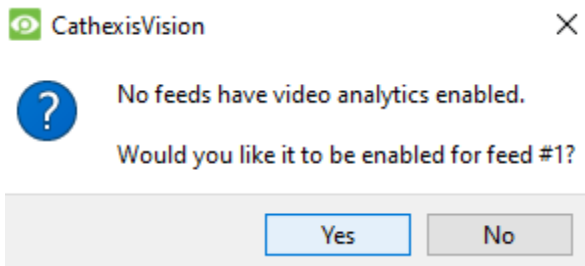 CathexisVision
No feeds have video analytics enabled.
Would you like it to be enabled for feed #1?
Yes
No